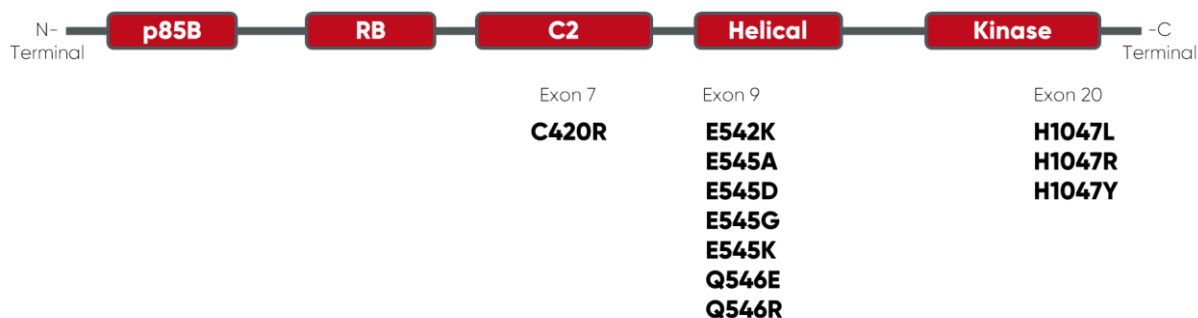 N-
Terminal
p85B
RB
C2
Helical
Kinase
-C
Terminal
Exon 7
C420R
Exon 9
E542K
E545A
E545D
E545G
E545K
Q546E
Q546R
Exon 20
H1047L
H1047R
H1047Y